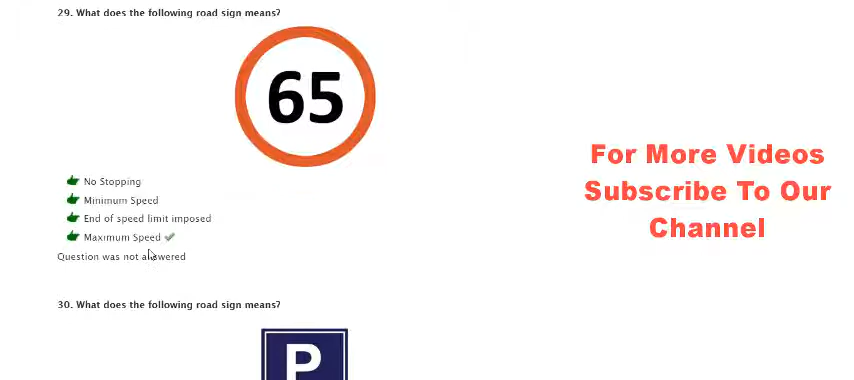 29. What does the following road sign means?
65
No Stopping
Minimum Speed
End of speed limit imposed
Maximum Speed
Question was not answered
30. What does the following road sign means?
P
For More Videos
Subscribe To Our
Channel